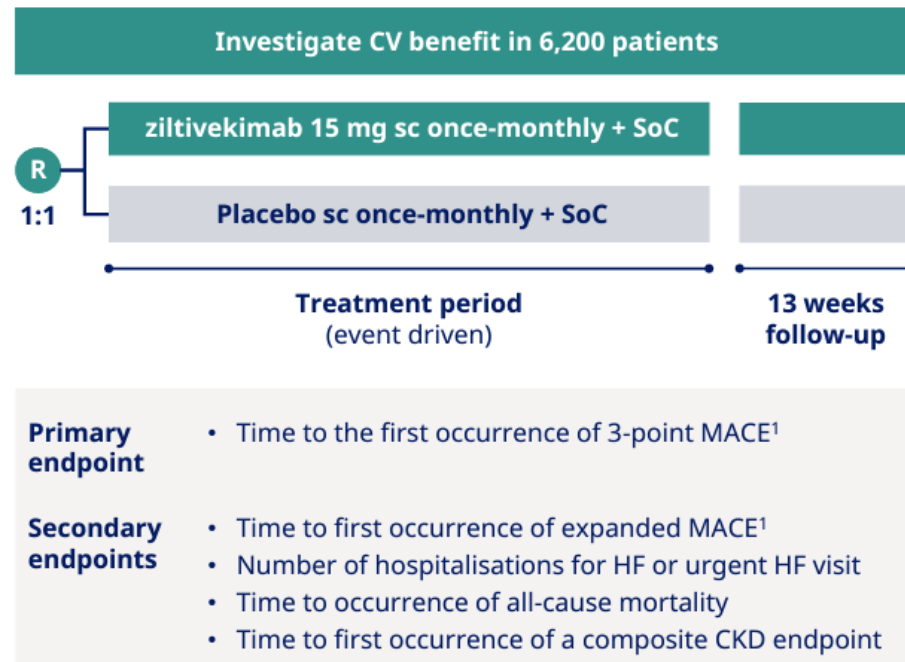 Investigate CV benefit in 6,200 patients
ziltivekimab 15 mg sc once-monthly + SoC
R
1:1
Placebo sc once-monthly + SoC
Treatment period
(event driven)
13 weeks
follow-up
Primary
endpoint
• Time to the first occurrence of 3-point MACE¹
Secondary
endpoints
• Time to first occurrence of expanded MACE¹
• Number of hospitalisations for HF or urgent HF visit
• Time to occurrence of all-cause mortality
• Time to first occurrence of a composite CKD endpoint